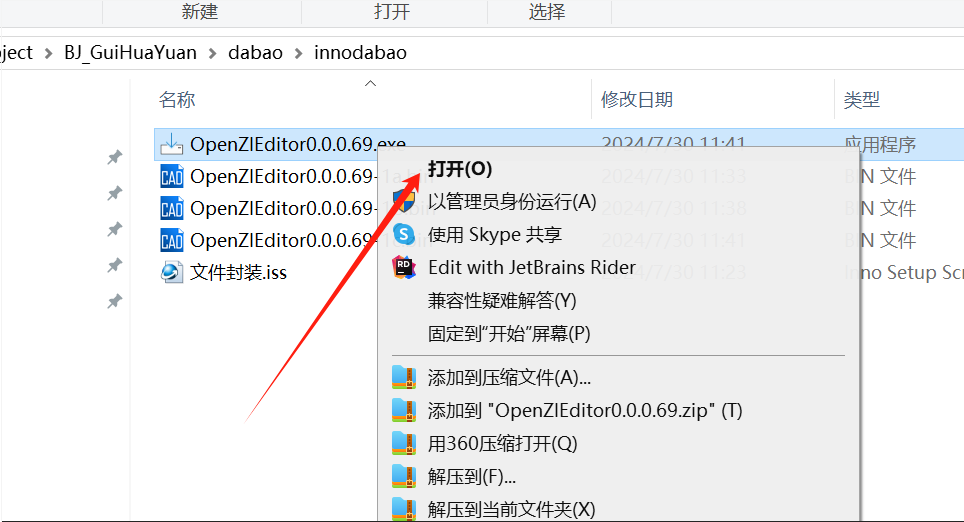 新建 打开 选择
ject > BJ_GuiHuaYuan > dabao > innodabao
名称 修改日期 类型
OpenZIEditor0.0.0.69.exe 2024/7/30 11:41 应用程序
打开(O)
OpenZIEditor0.0.0.69- 2024/7/30 11:33 文件
以管理员身份运行(A)
OpenZIEditor0.0.0.69- 2024/7/30 11:38 文件
使用 Skype 共享
OpenZIEditor0.0.0.69- 2024/7/30 11:41 文件
Edit with JetBrains Rider
文件封装.iss 2024/7/30 11:23 Inno Setup Scr
兼容性疑难解答(Y)
固定到“开始”屏幕(P)
添加到压缩文件(A)...
添加到 "OpenZIEditor0.0.0.69.zip" (T)
用360压缩打开(Q)
解压到(F)...
解压到当前文件夹(X)